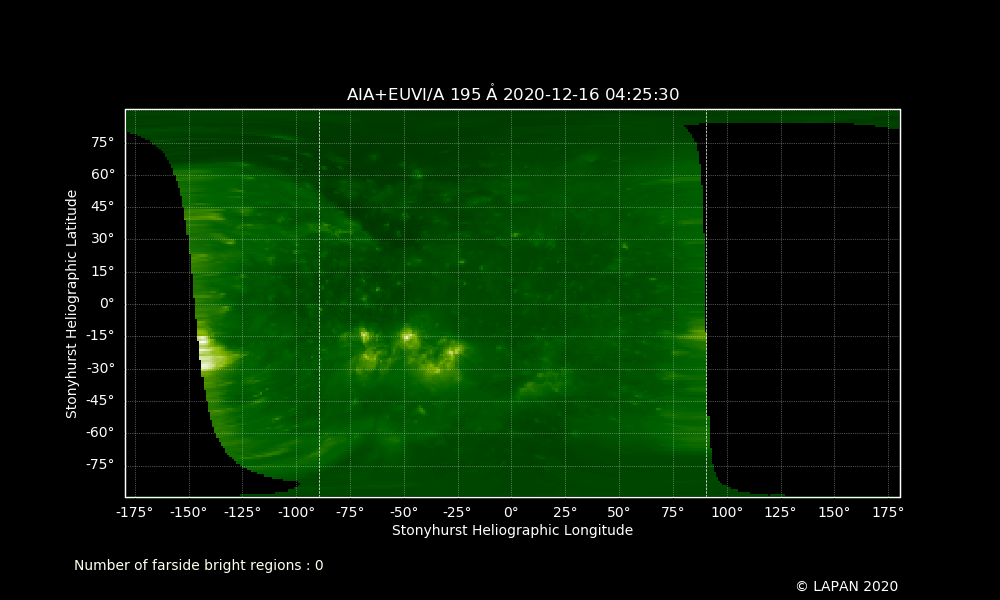 AIA+EUVI/A 195 Å 2020-12-16 04:25:30
75°
60°
45°
30°
15°
0°
-15°
-30°
-45°
-60°
-75°
Stonyhurst Heliographic Latitude
-175° -150° -125° -100° -75° -50° -25° 0° 25° 50° 75° 100° 125° 150° 175°
Stonyhurst Heliographic Longitude
Number of farside bright regions : 0
© LAPAN 2020